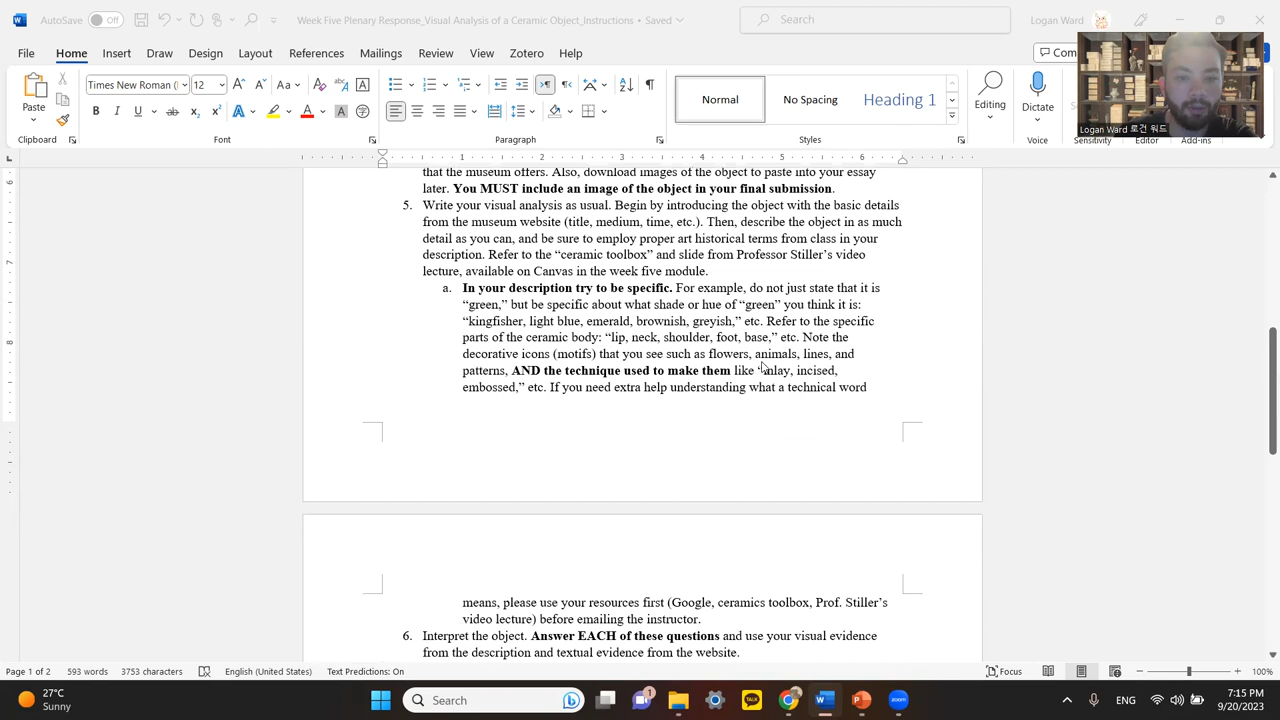 AutoSave Off
Week Five Plenary Response_Visual Analysis of a Ceramic Object_Instructions • Saved
Search
Logan Ward
File Home Insert Draw Design Layout References Mailings Review View Zotero Help
Times New Roman
12
Paste
Normal
No Spacing
Heading 1
Editing
Dictate
Clipboard
Font
Paragraph
Styles
Voice
Sensitivity
Editor
Add-ins
Logan Ward 로건 워드
1 2 3 4 5 6
that the museum offers. Also, download images of the object to paste into your essay
later. You MUST include an image of the object in your final submission.
5. Write your visual analysis as usual. Begin by introducing the object with the basic details
from the museum website (title, medium, time, etc.). Then, describe the object in as much
detail as you can, and be sure to employ proper art historical terms from class in your
description. Refer to the “ceramic toolbox” and slide from Professor Stiller’s video
lecture, available on Canvas in the week five module.
a. In your description try to be specific. For example, do not just state that it is
“green,” but be specific about what shade or hue of “green” you think it is:
“kingfisher, light blue, emerald, brownish, greyish,” etc. Refer to the specific
parts of the ceramic body: “lip, neck, shoulder, foot, base,” etc. Note the
decorative icons (motifs) that you see such as flowers, animals, lines, and
patterns, AND the technique used to make them like “inlay, incised,
embossed,” etc. If you need extra help understanding what a technical word
means, please use your resources first (Google, ceramics toolbox, Prof. Stiller’s
video lecture) before emailing the instructor.
6. Interpret the object. Answer EACH of these questions and use your visual evidence
from the description and textual evidence from the website.
Page 1 of 2 593 words 3753 characters English (United States) Text Predictions: On
Focus
100%
27°C
Sunny
Search
ENG
7:15 PM
9/20/2023